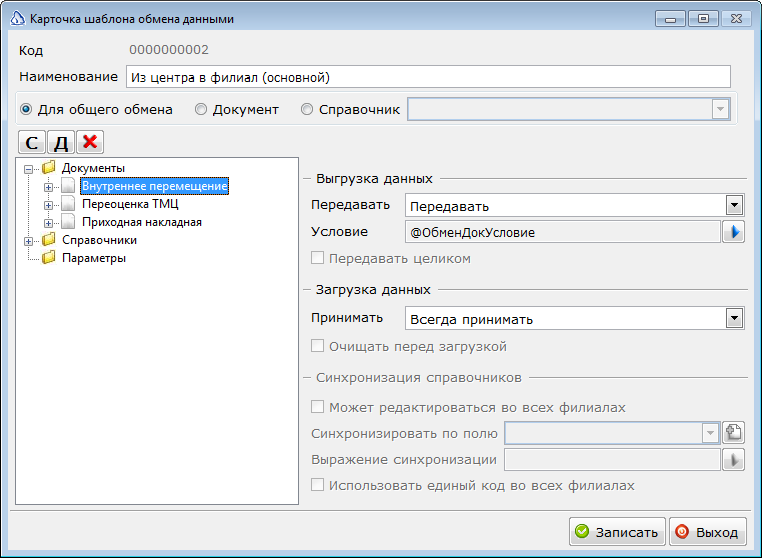 Карточка шаблона обмена данными
Код 0000000002
Наименование Из центра в филиал (основной)
Для общего обмена Документ Справочник
С Д
Документы
Внутреннее перемещение
Переоценка ТМЦ
Приходная накладная
Справочники
Параметры
Выгрузка данных
Передавать Передавать
Условие @ОбменДокУсловие
Передавать целиком
Загрузка данных
Принимать Всегда принимать
Очищать перед загрузкой
Синхронизация справочников
Может редактироваться во всех филиалах
Синхронизировать по полю
Выражение синхронизации
Использовать единый код во всех филиалах
Записать Выход